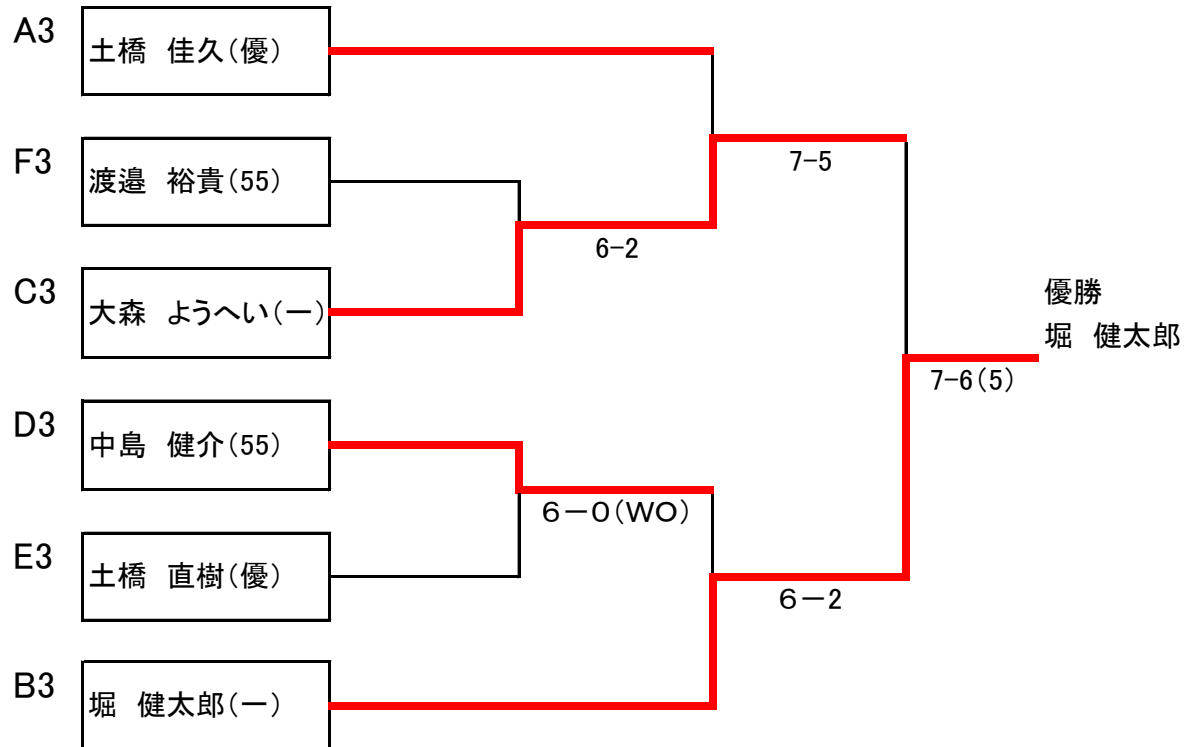 A3
土橋　佳久（優）
F3
渡邉　裕貴（55）
C3
大森　ようへい（一）
D3
中島　健介（55）
E3
土橋　直樹（優）
B3
堀　健太郎（一）
6-2
６－０（WO）
7-5
６－2
7-6（5）
優勝
堀　健太郎